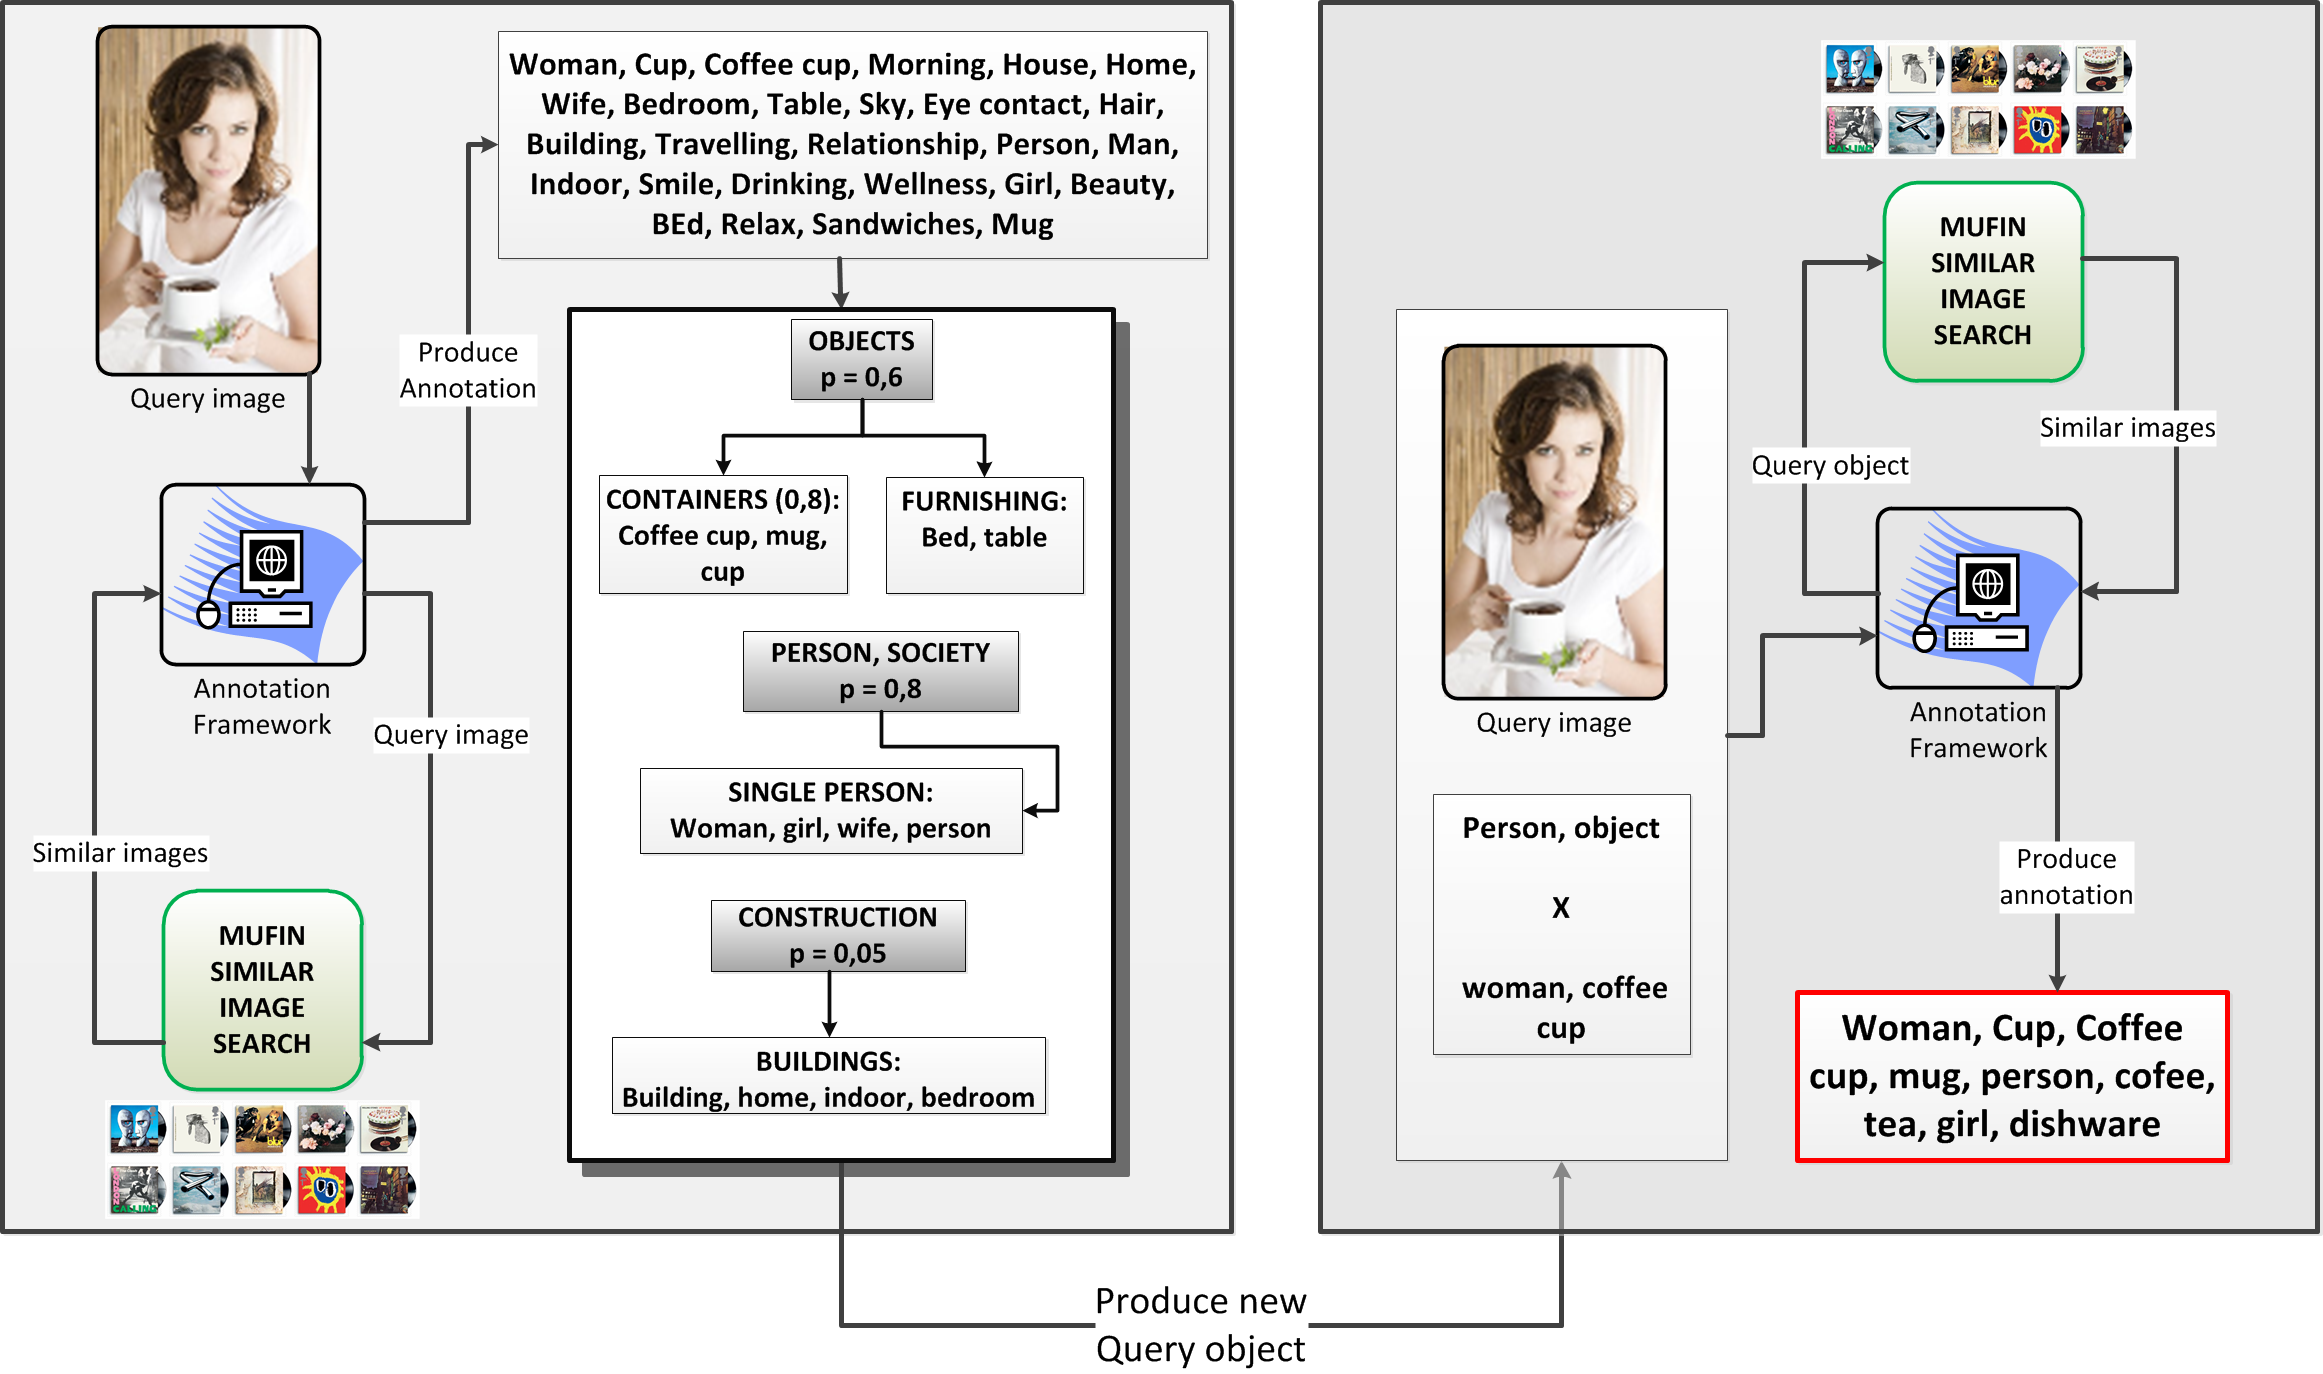 Woman, Cup, Coffee cup, Morning, House, Home,
Wife, Bedroom, Table, Sky, Eye contact, Hair,
Building, Travelling, Relationship, Person, Man,
Indoor, Smile, Drinking, Wellness, Girl, Beauty,
BEd, Relax, Sandwiches, Mug
Query image
Produce
Annotation
Annotation
Framework
Query image
Similar images
MUFIN
SIMILAR
IMAGE
SEARCH
OBJECTS
p = 0,6
CONTAINERS (0,8):
Coffee cup, mug,
cup
FURNISHING:
Bed, table
PERSON, SOCIETY
p = 0,8
SINGLE PERSON:
Woman, girl, wife, person
CONSTRUCTION
p = 0,05
BUILDINGS:
Building, home, indoor, bedroom
Produce new
Query object
Query image
Person, object
X
woman, coffee
cup
MUFIN
SIMILAR
IMAGE
SEARCH
Query object
Similar images
Annotation
Framework
Produce
annotation
Woman, Cup, Coffee
cup, mug, person, cofee,
tea, girl, dishware